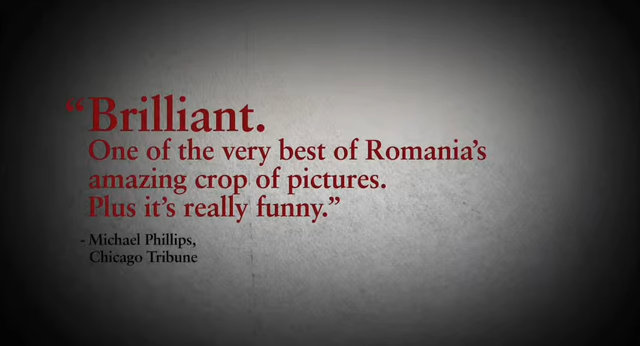 “Brilliant.
One of the very best of Romania’s
amazing crop of pictures.
Plus it’s really funny.”
- Michael Phillips,
Chicago Tribune